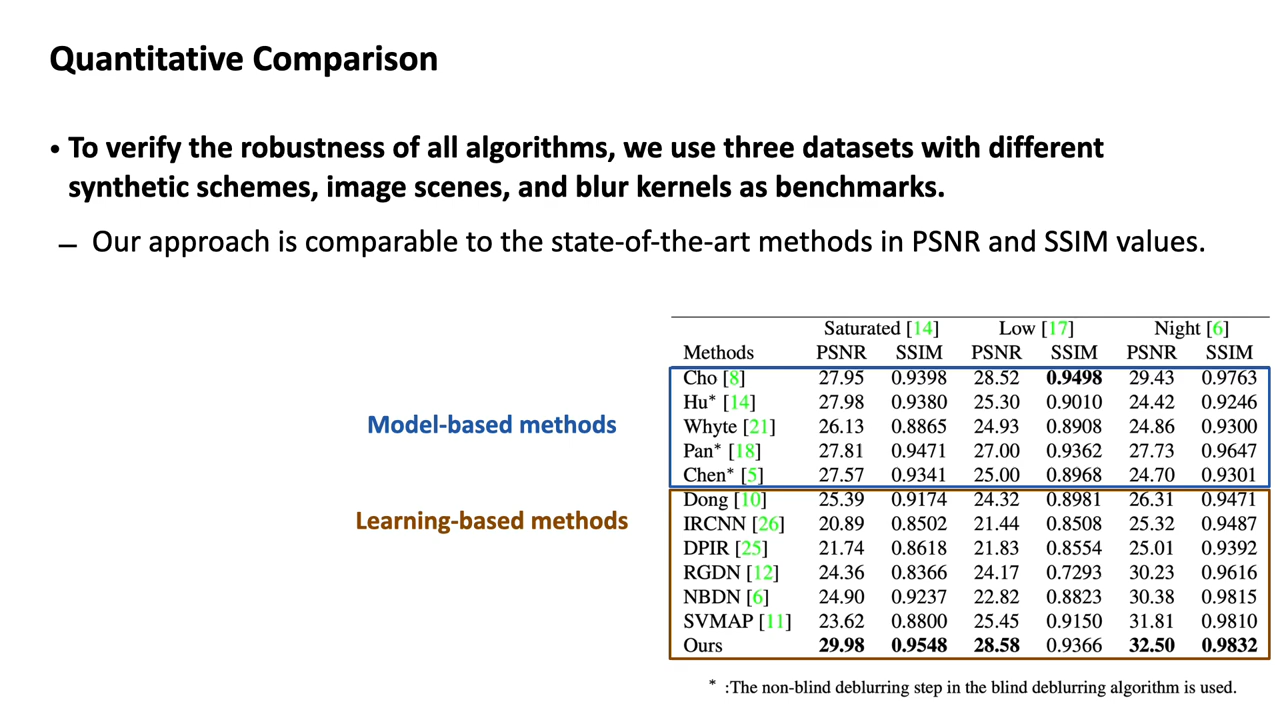 Quantitative Comparison
• To verify the robustness of all algorithms, we use three datasets with different
synthetic schemes, image scenes, and blur kernels as benchmarks.
– Our approach is comparable to the state-of-the-art methods in PSNR and SSIM values.
Model-based methods
Learning-based methods
Saturated [14] Low [17] Night [6]
Methods PSNR SSIM PSNR SSIM PSNR SSIM
Cho [8] 27.95 0.9398 28.52 0.9498 29.43 0.9763
Hu* [14] 27.98 0.9380 25.30 0.9010 24.42 0.9246
Whyte [21] 26.13 0.8865 24.93 0.8908 24.86 0.9300
Pan* [18] 27.81 0.9471 27.00 0.9362 27.73 0.9647
Chen* [5] 27.57 0.9341 25.00 0.8968 24.70 0.9301
Dong [10] 25.39 0.9174 24.32 0.8981 26.31 0.9471
IRCNN [26] 20.89 0.8502 21.44 0.8508 25.32 0.9487
DPIR [25] 21.74 0.8618 21.83 0.8554 25.01 0.9392
RGDN [12] 24.36 0.8366 24.17 0.7293 30.23 0.9616
NBDN [6] 24.90 0.9237 22.82 0.8823 30.38 0.9815
SVMAP [11] 23.62 0.8800 25.45 0.9150 31.81 0.9810
Ours 29.98 0.9548 28.58 0.9366 32.50 0.9832
* :The non-blind deblurring step in the blind deblurring algorithm is used.